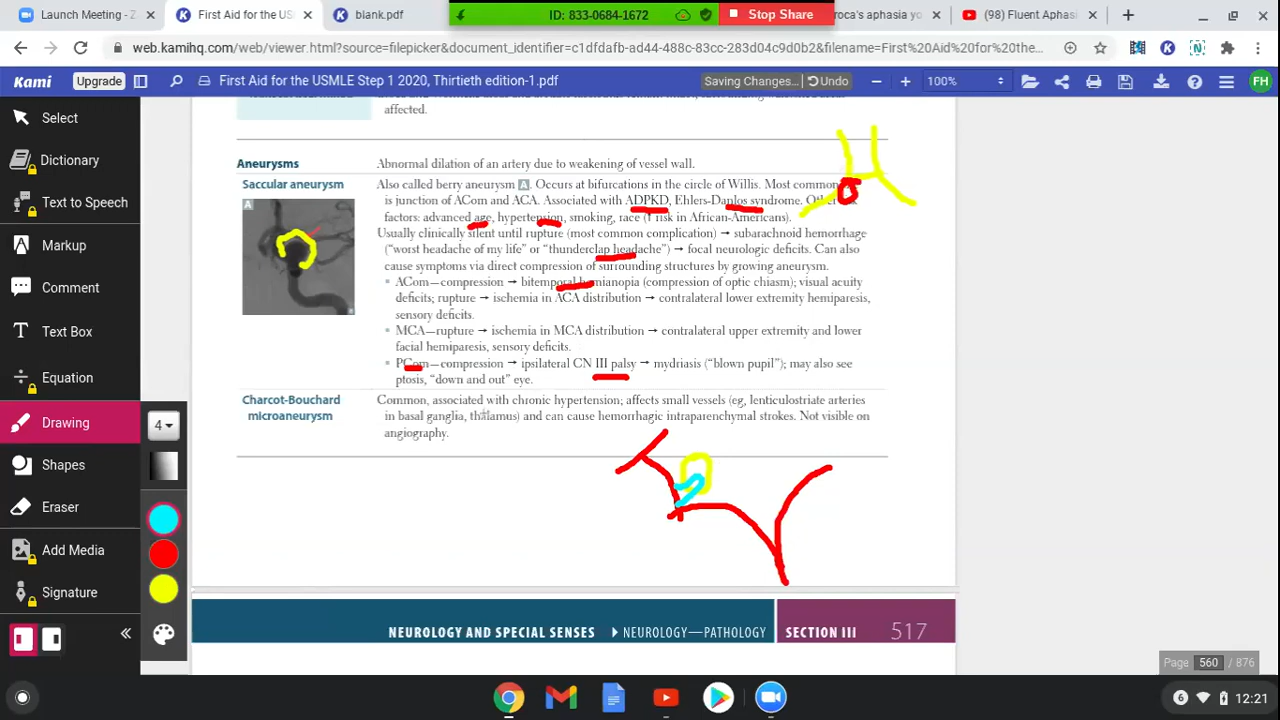 Launch Meeting - Z
First Aid for the USM
blank.pdf
ID: 833-0684-1672
Stop Share
roca's aphasia yo
(98) Fluent Aphasi
web.kamihq.com/web/viewer.html?source=filepicker&document_identifier=c1dfdafb-ad44-488c-83cc-283d04c9d0b2&filename=First%20Aid%20for%20the...
Kami
Upgrade
First Aid for the USMLE Step 1 2020, Thirtieth edition-1.pdf
Saving Changes...
Undo
100%
FH
Select
Dictionary
Text to Speech
Markup
Comment
Text Box
Equation
Drawing
Shapes
Eraser
Add Media
Signature
4
affected.
Aneurysms
Abnormal dilation of an artery due to weakening of vessel wall.
Saccular aneurysm
A
Also called berry aneurysm A. Occurs at bifurcations in the circle of Willis. Most common
is junction of ACom and ACA. Associated with ADPKD, Ehlers-Danlos syndrome. Other
factors: advanced age, hypertension, smoking, race (↑ risk in African-Americans).
Usually clinically silent until rupture (most common complication) → subarachnoid hemorrhage
("worst headache of my life" or "thunderclap headache") → focal neurologic deficits. Can also
cause symptoms via direct compression of surrounding structures by growing aneurysm.
▪ ACom—compression → bitemporal hemianopia (compression of optic chiasm); visual acuity
deficits; rupture → ischemia in ACA distribution → contralateral lower extremity hemiparesis,
sensory deficits.
▪ MCA—rupture → ischemia in MCA distribution → contralateral upper extremity and lower
facial hemiparesis, sensory deficits.
▪ PCom—compression → ipsilateral CN III palsy → mydriasis ("blown pupil"); may also see
ptosis, "down and out" eye.
Charcot-Bouchard
microaneurysm
Common, associated with chronic hypertension; affects small vessels (eg, lenticulostriate arteries
in basal ganglia, thalamus) and can cause hemorrhagic intraparenchymal strokes. Not visible on
angiography.
NEUROLOGY AND SPECIAL SENSES
NEUROLOGY—PATHOLOGY
SECTION III
517
Page 560 / 876
6
12:21